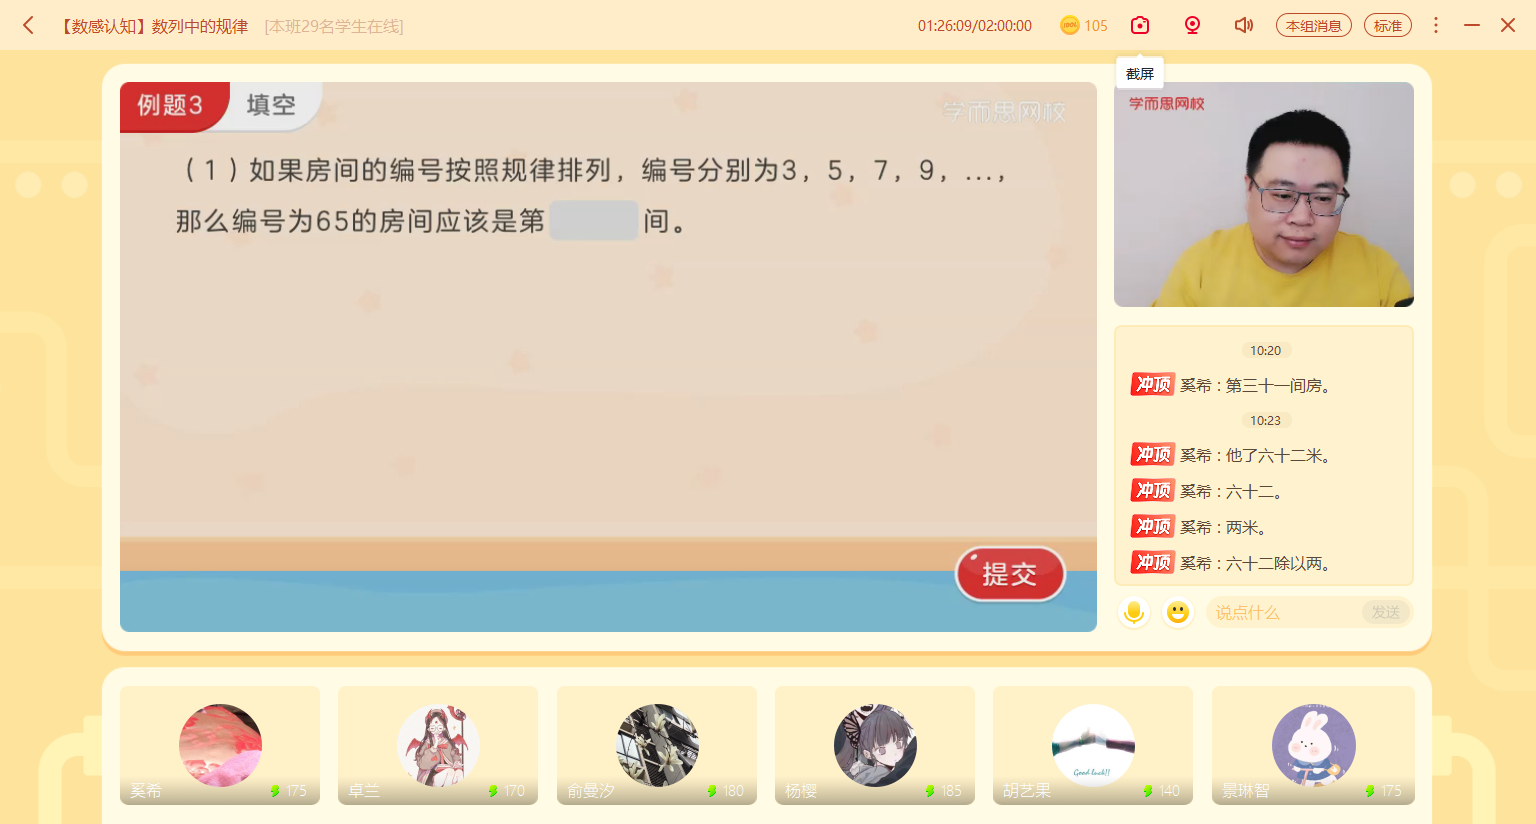 【数感认知】数列中的规律 [本班29名学生在线]
01:26:09/02:00:00
105
本组消息
标准
截屏
例题3 填空
学而思网校
（1）如果房间的编号按照规律排列，编号分别为3，5，7，9，...，
那么编号为65的房间应该是第 间。
提交
学而思网校
10:20
冲顶 奚希：第三十一间房。
10:23
冲顶 奚希：他了六十二米。
冲顶 奚希：六十二。
冲顶 奚希：两米。
冲顶 奚希：六十二除以两。
说点什么 发送
Good luck!!
奚希 175
卓兰 170
俞曼汐 180
杨樱 185
胡艺果 140
景琳智 175